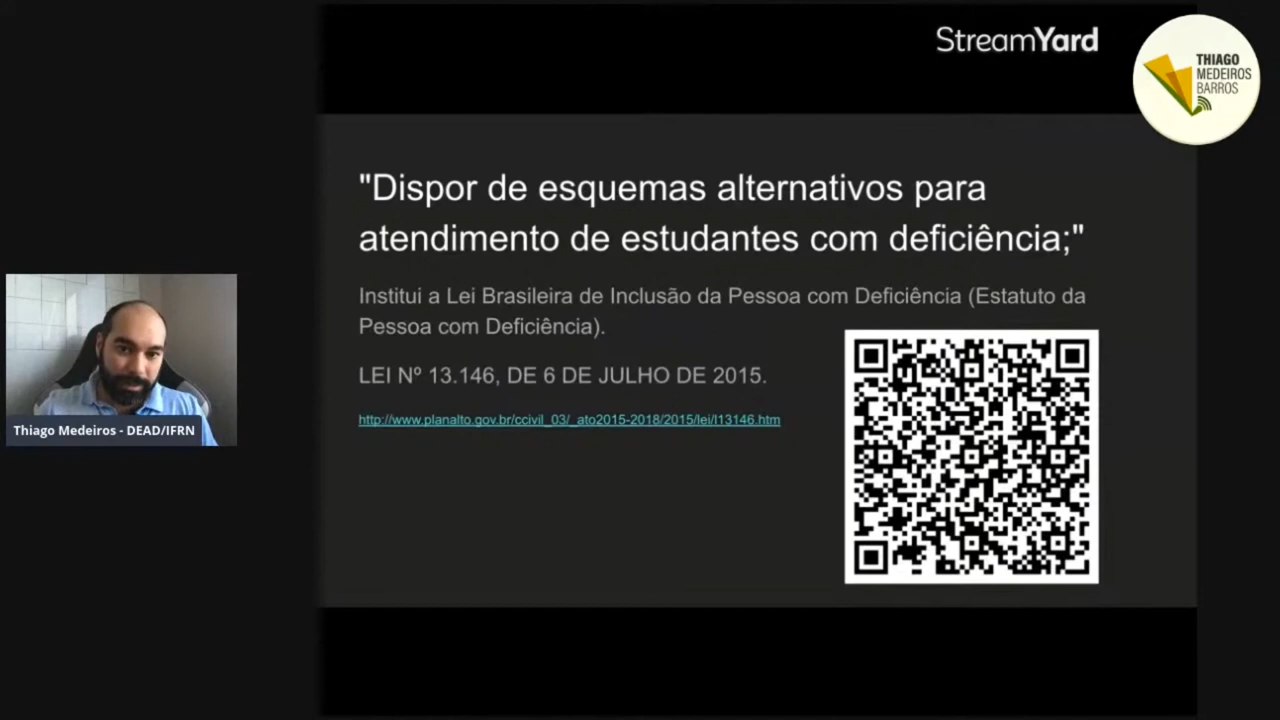 StreamYard
THIAGO
MEDEIROS
BARROS
"Dispor de esquemas alternativos para
atendimento de estudantes com deficiência;"
Institui a Lei Brasileira de Inclusão da Pessoa com Deficiência (Estatuto da
Pessoa com Deficiência).
LEI Nº 13.146, DE 6 DE JULHO DE 2015.
http://www.planalto.gov.br/ccivil_03/_ato2015-2018/2015/lei/l13146.htm
Thiago Medeiros - DEAD/IFRN